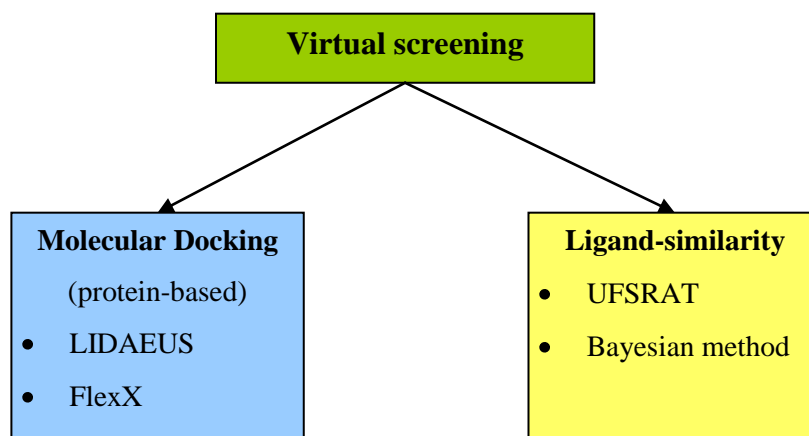 Virtual screening
Molecular Docking
(protein-based)
• LIDAEUS
• FlexX
Ligand-similarity
• UFSRAT
• Bayesian method